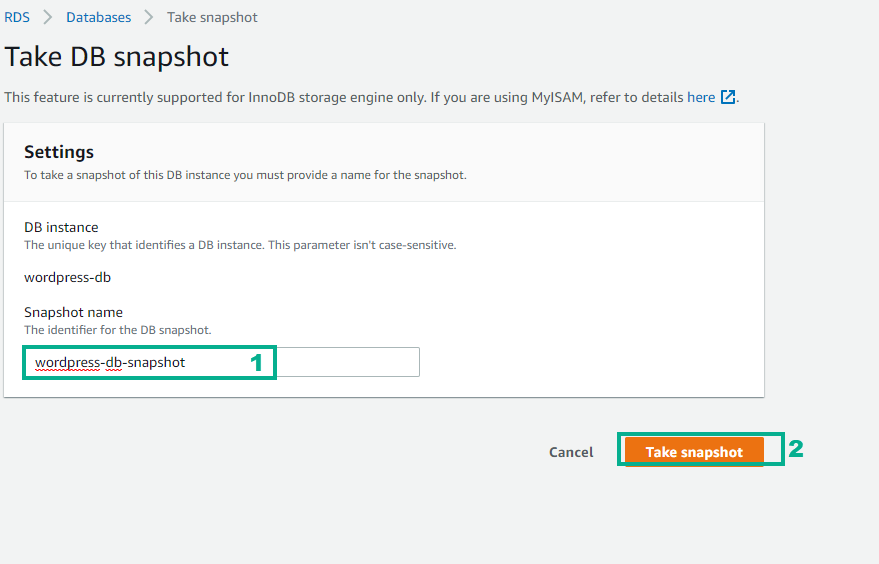 RDS > Databases > Take snapshot
Take DB snapshot
This feature is currently supported for InnoDB storage engine only. If you are using MyISAM, refer to details here .
Settings
To take a snapshot of this DB instance you must provide a name for the snapshot.
DB instance
The unique key that identifies a DB instance. This parameter isn't case-sensitive.
wordpress-db
Snapshot name
The identifier for the DB snapshot.
wordpress-db-snapshot 1
Cancel Take snapshot 2